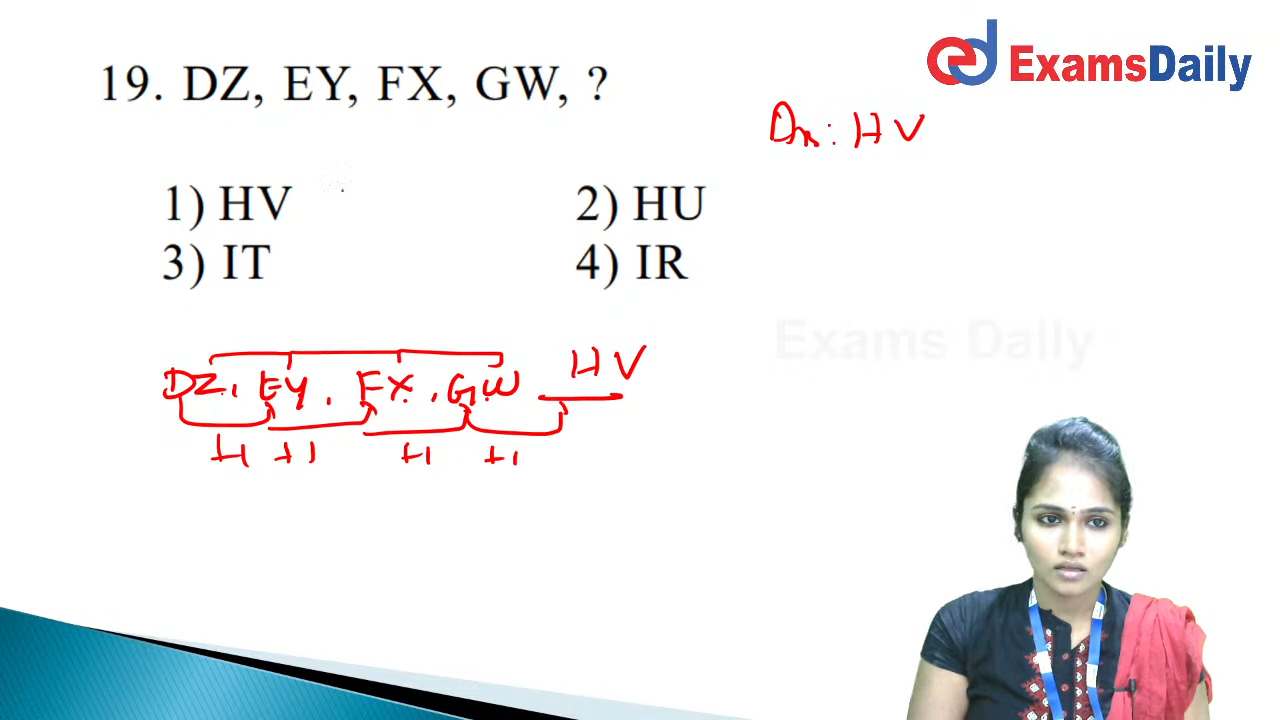 ExamsDaily
19. DZ, EY, FX, GW, ?
Ans: HV
1) HV 2) HU
3) IT 4) IR
Exams Daily
DZ, EY, FX, GW HV
+1 +1 +1 +1